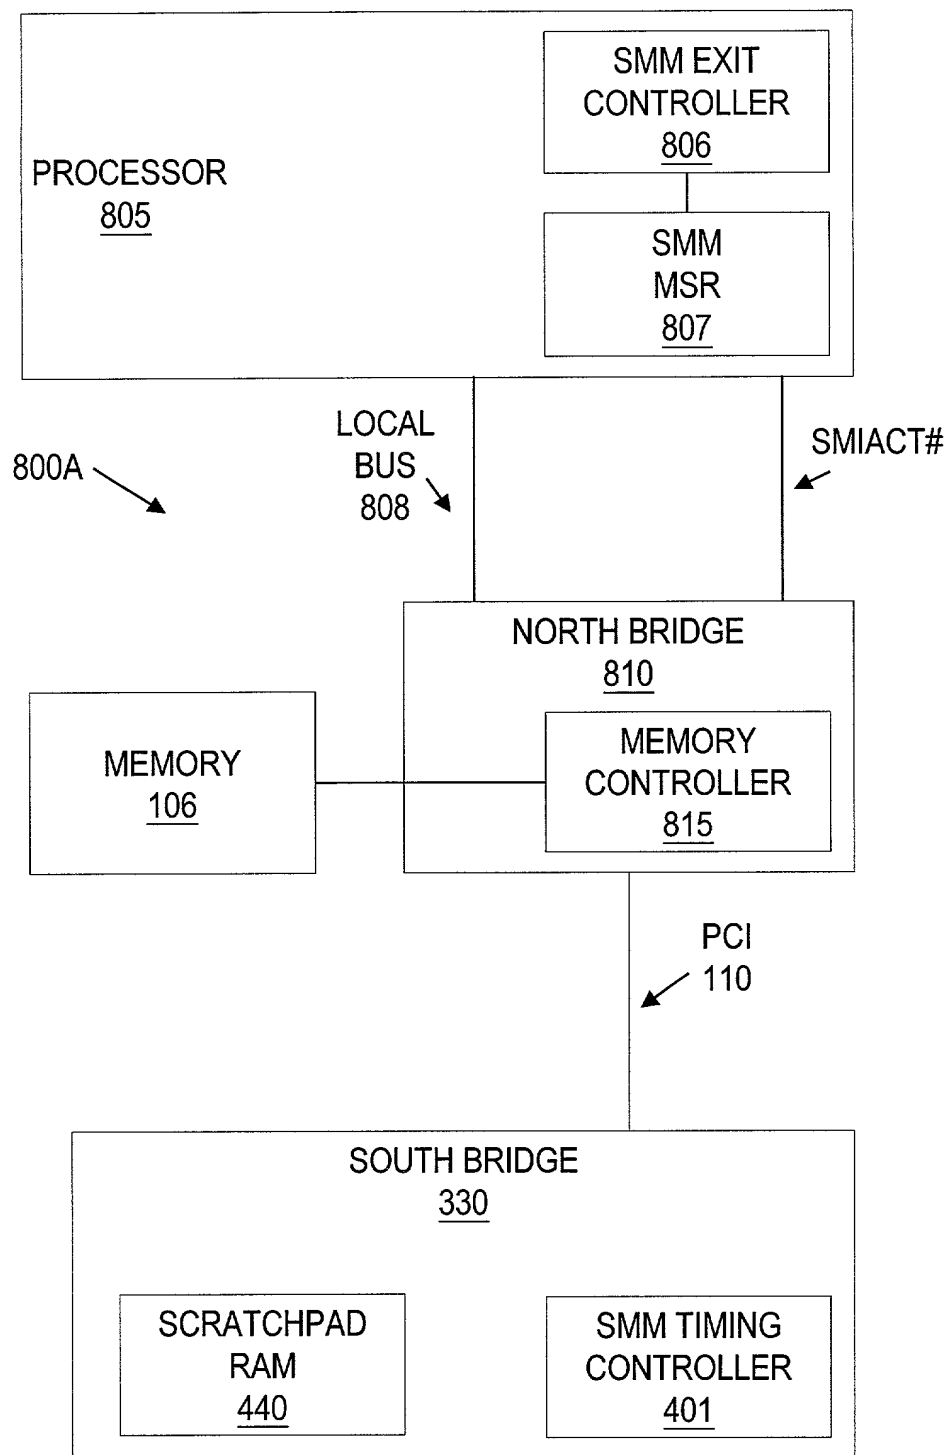 SMM EXIT
CONTROLLER
806
PROCESSOR
805
SMM
MSR
807
LOCAL
BUS
808
SMIACT#
800A
NORTH BRIDGE
810
MEMORY
CONTROLLER
815
MEMORY
106
PCI
110
SOUTH BRIDGE
330
SCRATCHPAD
RAM
440
SMM TIMING
CONTROLLER
401